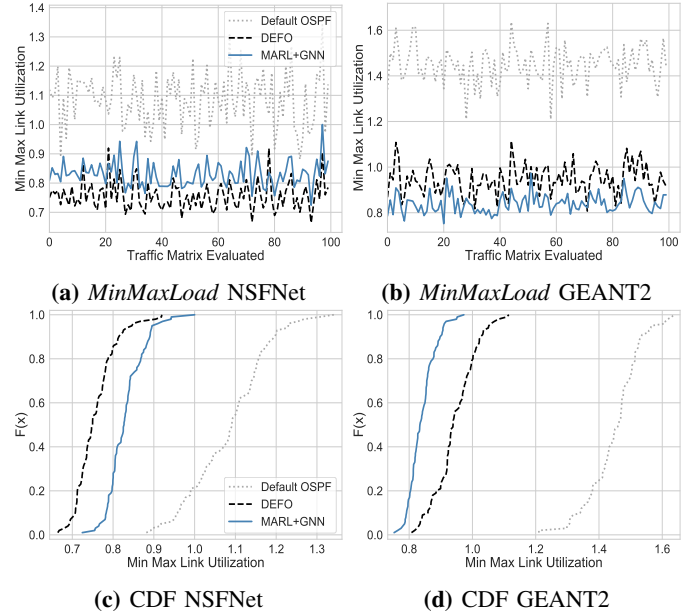 1.4
1.3
1.2
1.1
1.0
0.9
0.8
0.7
Min Max Link Utilization
0 20 40 60 80 100
Traffic Matrix Evaluated
Default OSPF
DEFO
MARL+GNN
(a) MinMaxLoad NSFNet
1.6
1.4
1.2
1.0
0.8
Min Max Link Utilization
0 20 40 60 80 100
Traffic Matrix Evaluated
(b) MinMaxLoad GEANT2
1.0
0.8
0.6
0.4
0.2
0.0
F(x)
0.7 0.8 0.9 1.0 1.1 1.2 1.3
Min Max Link Utilization
Default OSPF
DEFO
MARL+GNN
(c) CDF NSFNet
1.0
0.8
0.6
0.4
0.2
0.0
F(x)
0.8 1.0 1.2 1.4 1.6
Min Max Link Utilization
(d) CDF GEANT2